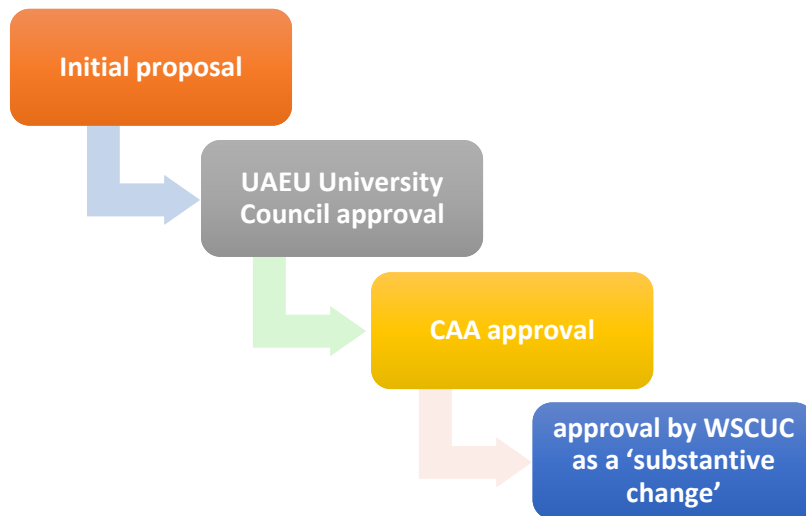 Initial proposal
UAEU University
Council approval
CAA approval
approval by WSCUC
as a ‘substantive
change’